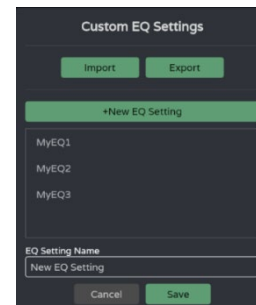 Custom EQ Settings
Import Export
+New EQ Setting
MyEQ1
MyEQ2
MyEQ3
EQ Setting Name
New EQ Setting
Cancel Save